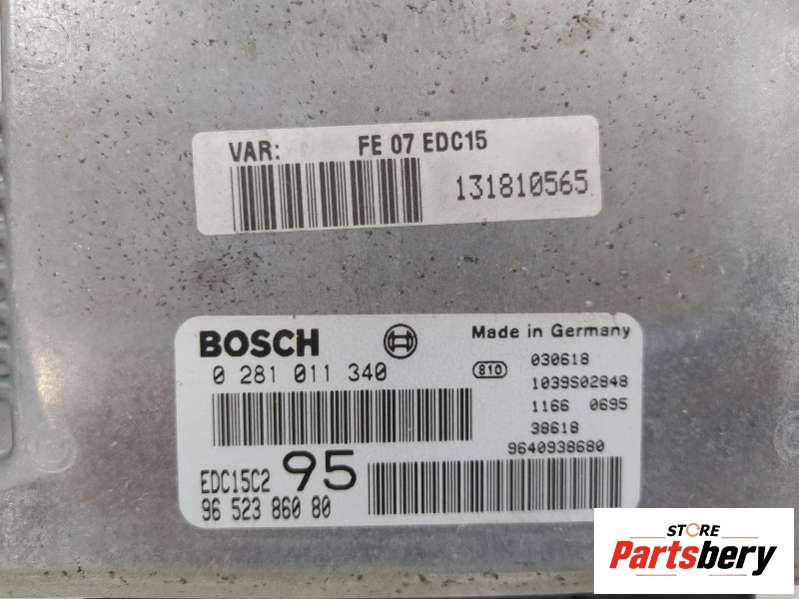 VAR: FE 07 EDC15
131810565
BOSCH
Made in Germany
0 281 011 340
810
030618
1039S02848
1166 0695
38618
9640938680
EDC15C2 95
96 523 860 80
STORE
Partsbery